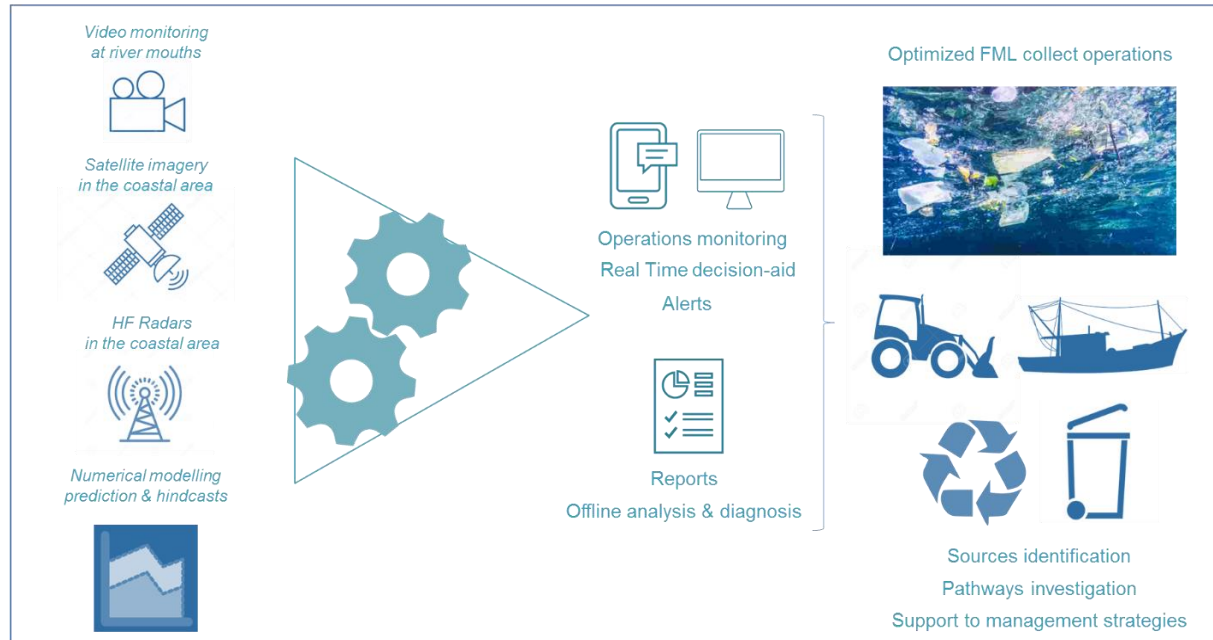 Video monitoring
at river mouths
Satellite imagery
in the coastal area
HF Radars
in the coastal area
Numerical modelling
prediction & hindcasts
Operations monitoring
Real Time decision-aid
Alerts
Reports
Offline analysis & diagnosis
Optimized FML collect operations
Sources identification
Pathways investigation
Support to management strategies